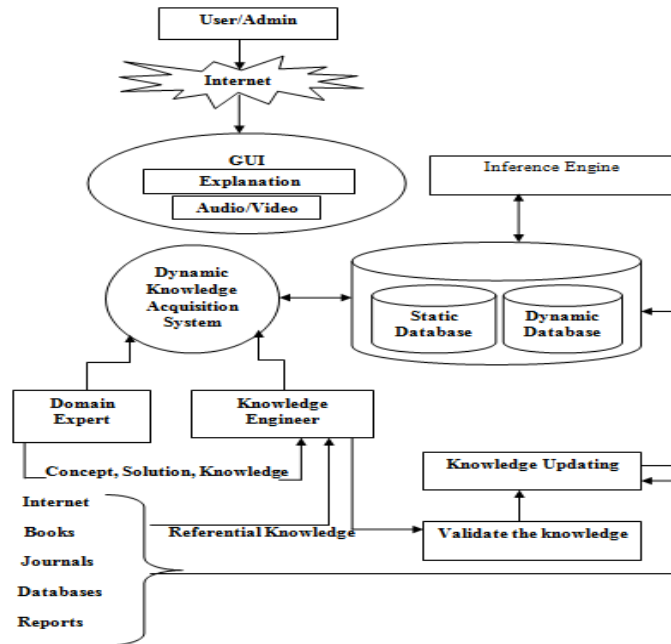 User/Admin
Internet
GUI
Explanation
Audio/Video
Inference Engine
Dynamic
Knowledge
Acquisition
System
Static
Database
Dynamic
Database
Domain
Expert
Knowledge
Engineer
Concept, Solution, Knowledge
Knowledge Updating
Internet
Books
Referential Knowledge
Validate the knowledge
Journals
Databases
Reports